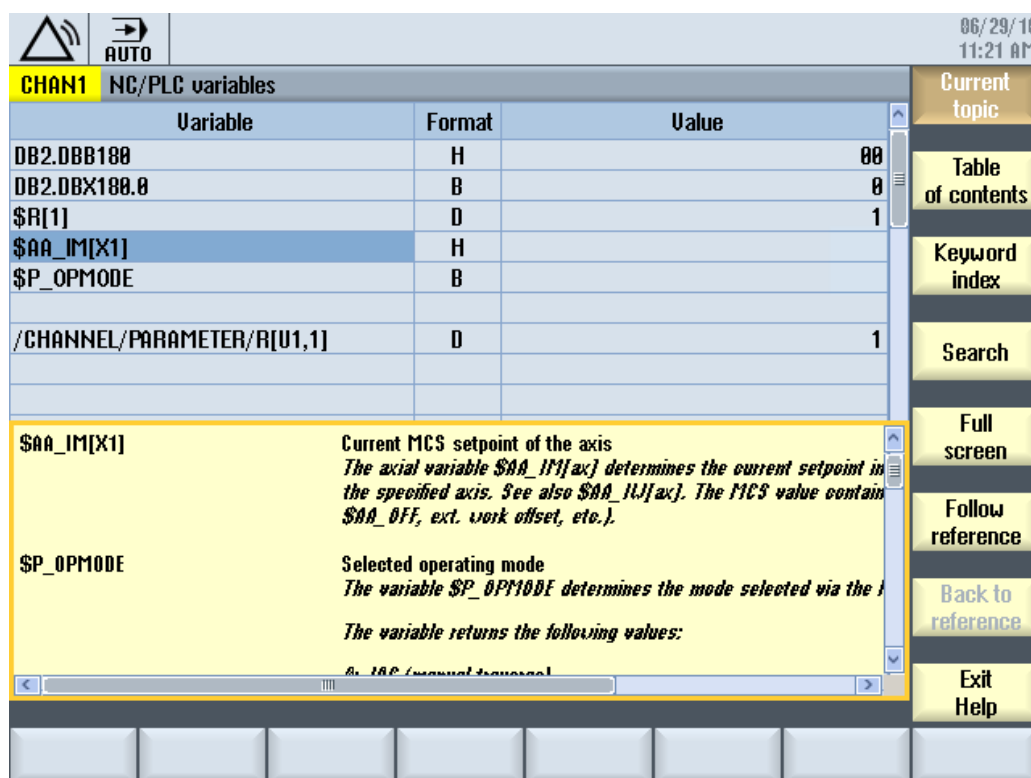 06/29/1
11:21 AM
AUTO
CHAN1 NC/PLC variables
Current
topic
Variable Format Value
DB2.DBB180 H 00
DB2.DBX180.0 B 0
$R[1] D 1
$AA_IM[X1] H
$P_OPMODE B
/CHANNEL/PARAMETER/R[U1,1] D 1
Table
of contents
Keyword
index
Search
Full
screen
Follow
reference
Back to
reference
Exit
Help
$AA_IM[X1] Current MCS setpoint of the axis
The axial variable $AA_IM[ax] determines the current setpoint in
the specified axis. See also $AA_IW[ax]. The MCS value contain
$AA_OFF, ext. work offset, etc.).
$P_OPMODE Selected operating mode
The variable $P_OPMODE determines the mode selected via the
The variable returns the following values:
0: JOG (manual traverse)